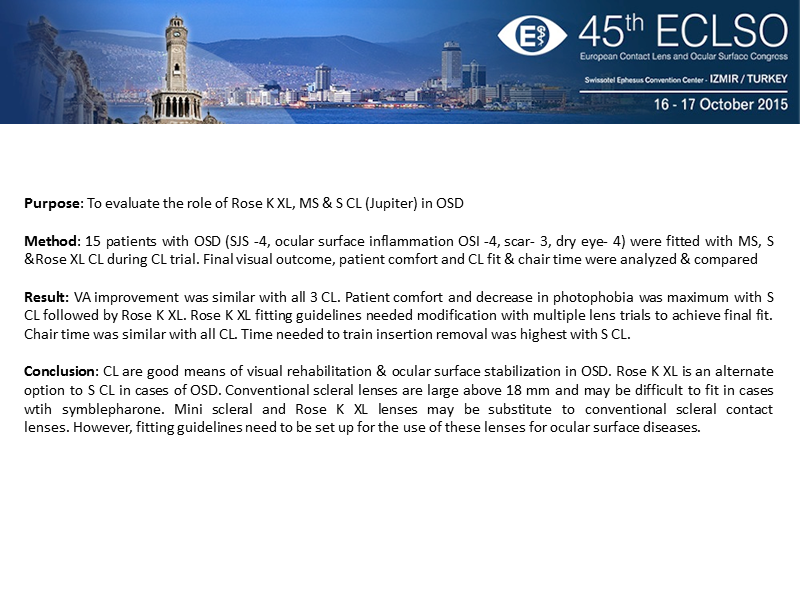 45th ECLSO
European Contact Lens and Ocular Surface Congress
Swissotel Ephesus Convention Center - IZMIR / TURKEY
16 - 17 October 2015
Purpose: To evaluate the role of Rose K XL, MS & S CL (Jupiter) in OSD
Method: 15 patients with OSD (SJS -4, ocular surface inflammation OSI -4, scar- 3, dry eye- 4) were fitted with MS, S
&Rose XL CL during CL trial. Final visual outcome, patient comfort and CL fit & chair time were analyzed & compared
Result: VA improvement was similar with all 3 CL. Patient comfort and decrease in photophobia was maximum with S
CL followed by Rose K XL. Rose K XL fitting guidelines needed modification with multiple lens trials to achieve final fit.
Chair time was similar with all CL. Time needed to train insertion removal was highest with S CL.
Conclusion: CL are good means of visual rehabilitation & ocular surface stabilization in OSD. Rose K XL is an alternate
option to S CL in cases of OSD. Conventional scleral lenses are large above 18 mm and may be difficult to fit in cases
wtih symblepharone. Mini scleral and Rose K XL lenses may be substitute to conventional scleral contact
lenses. However, fitting guidelines need to be set up for the use of these lenses for ocular surface diseases.